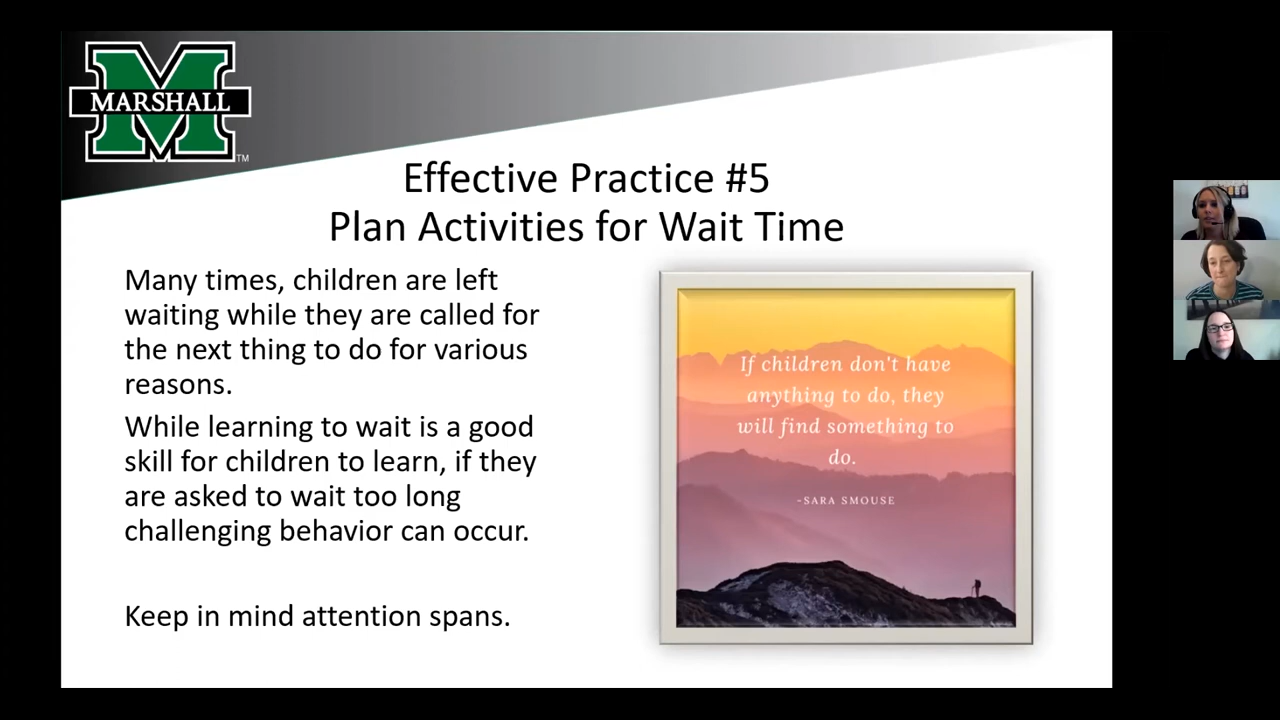 MARSHALL
TM
Effective Practice #5
Plan Activities for Wait Time
Many times, children are left
waiting while they are called for
the next thing to do for various
reasons.
While learning to wait is a good
skill for children to learn, if they
are asked to wait too long
challenging behavior can occur.
Keep in mind attention spans.
If children don't have
anything to do, they
will find something to
do.
-SARA SMOUSE